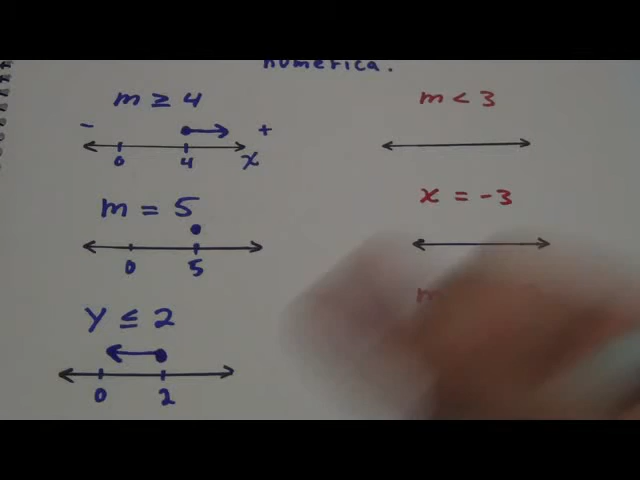 numerica.
m ≥ 4
- +
0 4 x
m = 5
0 5
y ≤ 2
0 2
m < 3
x = -3
m